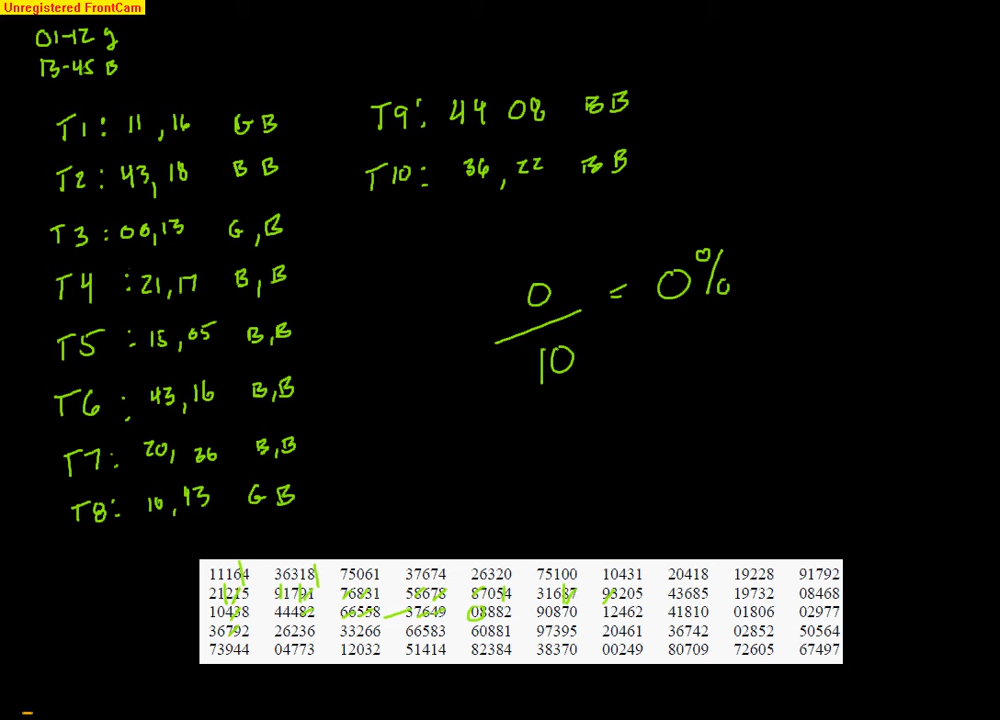 Unregistered FrontCam
01-12 g
13-45 B
T1: 11, 16 G B
T2: 43, 18 B B
T3: 06, 13 G, B
T4: 21, 17 B, B
T5: 15, 05 B, B
T6: 43, 16 B, B
T7: 20, 36 B, B
T8: 10, 43 G B
T9: 44 08 B B
T10: 36, 22 B B
0/10 = 0%
11164 36318 75061 37674 26320 75100 10431 20418 19228 91792
21215 91791 76831 58678 87054 31687 93205 43685 19732 08468
10438 44482 66558 37649 08882 90870 12462 41810 01806 02977
36792 26236 33266 66583 60881 97395 20461 36742 02852 50564
73944 04773 12032 51414 82384 38370 00249 80709 72605 67497